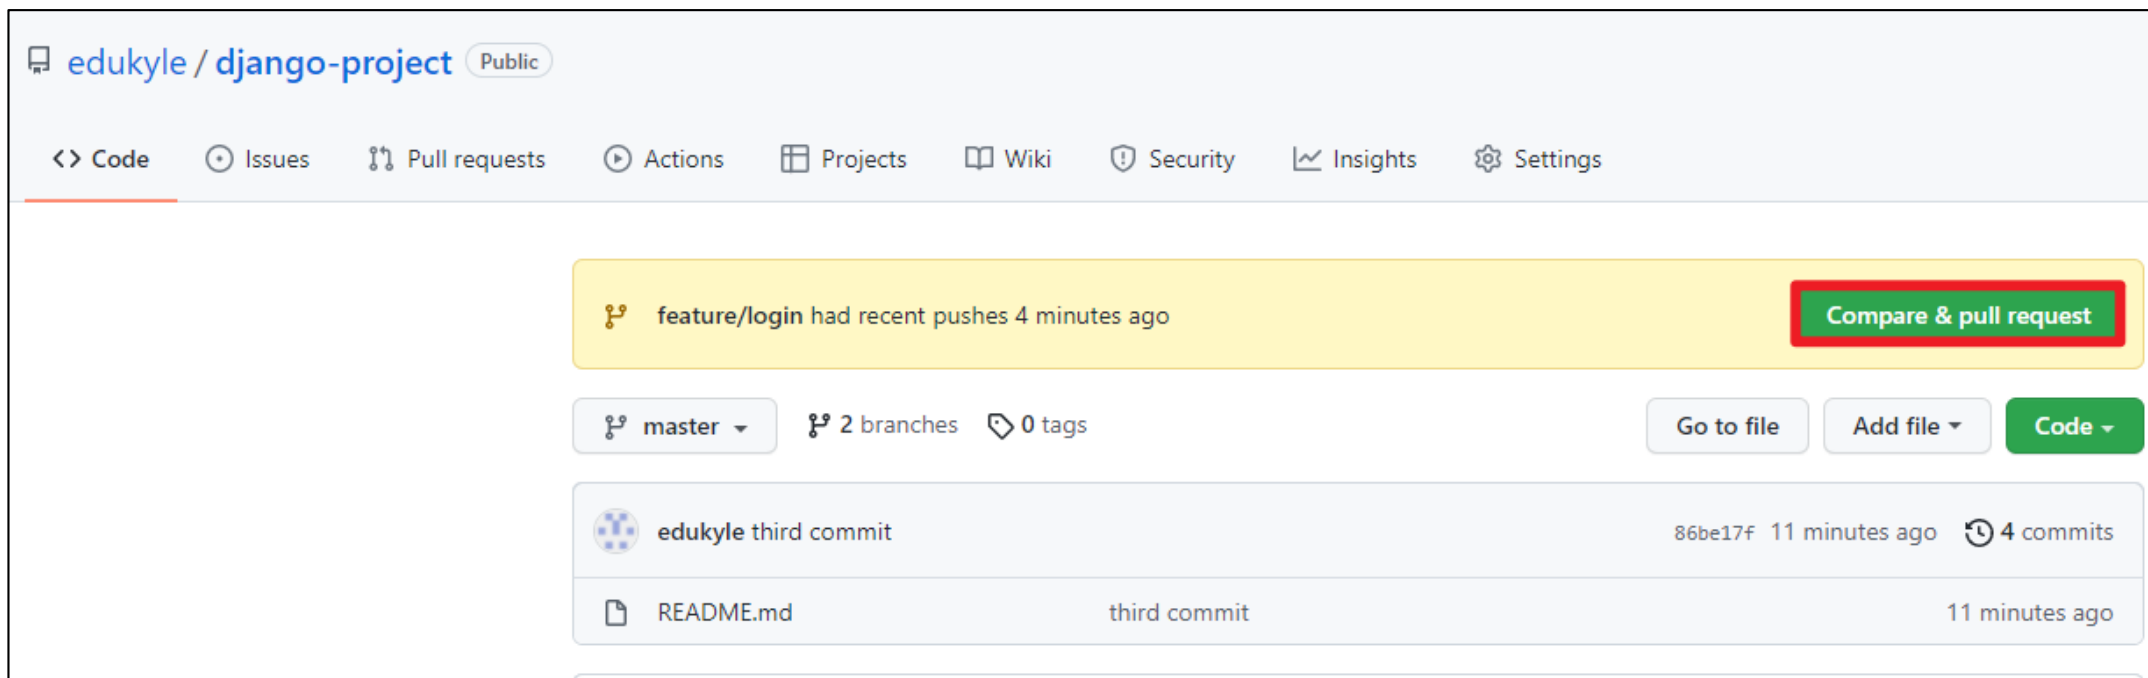 edukyle / django-project Public
<> Code Issues Pull requests Actions Projects Wiki Security Insights Settings
feature/login had recent pushes 4 minutes ago Compare & pull request
master 2 branches 0 tags Go to file Add file Code
edukyle third commit 86be17f 11 minutes ago 4 commits
README.md third commit 11 minutes ago